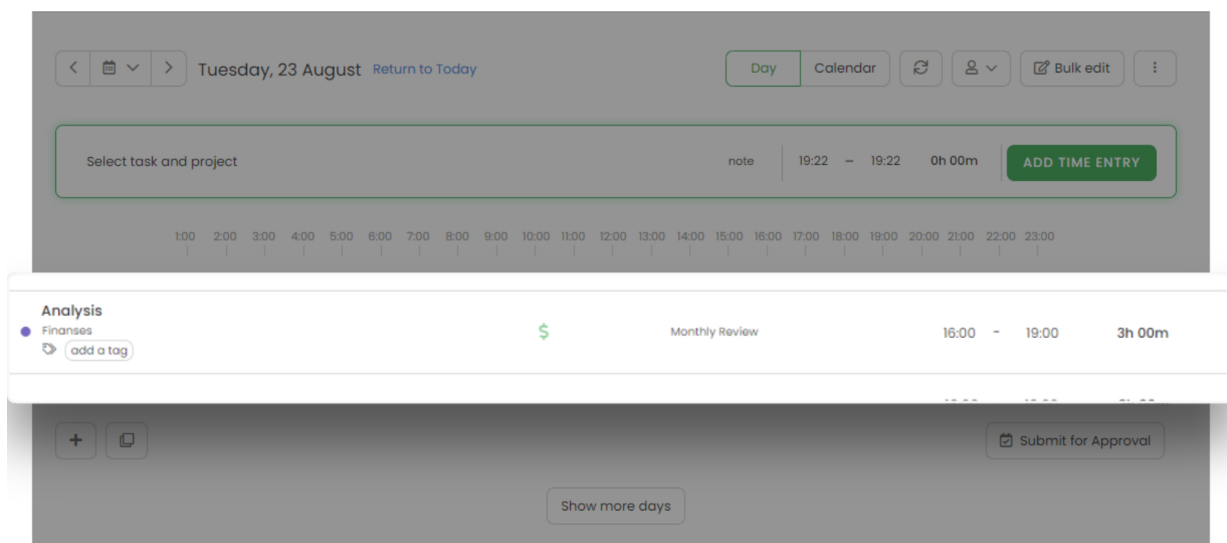 Tuesday, 23 August Return to Today Day Calendar Bulk edit
Select task and project note 19:22 – 19:22 0h 00m ADD TIME ENTRY
1:00 2:00 3:00 4:00 5:00 6:00 7:00 8:00 9:00 10:00 11:00 12:00 13:00 14:00 15:00 16:00 17:00 18:00 19:00 20:00 21:00 22:00 23:00
Analysis
Finanses $ Monthly Review 16:00 - 19:00 3h 00m
add a tag
Submit for Approval
Show more days